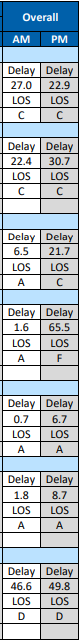 Overall
AM PM
Delay Delay
27.0 22.9
LOS LOS
C C
Delay Delay
22.4 30.7
LOS LOS
C C
Delay Delay
6.5 21.7
LOS LOS
A C
Delay Delay
1.6 65.5
LOS LOS
A F
Delay Delay
0.7 6.7
LOS LOS
A A
Delay Delay
1.8 8.7
LOS LOS
A A
Delay Delay
46.6 49.8
LOS LOS
D D